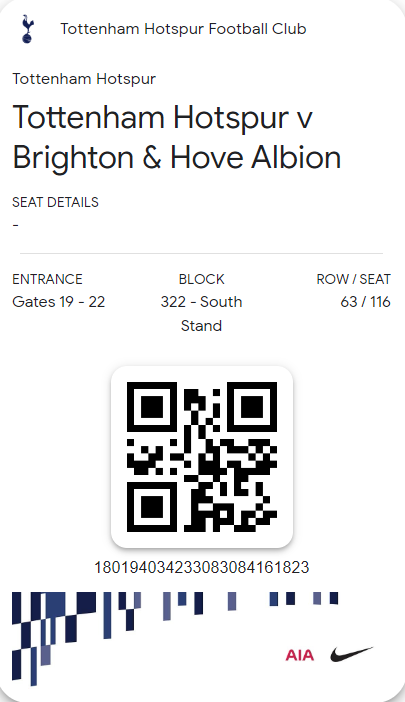 Tottenham Hotspur Football Club
Tottenham Hotspur
Tottenham Hotspur v
Brighton & Hove Albion
SEAT DETAILS
-
ENTRANCE BLOCK ROW / SEAT
Gates 19 - 22 322 - South 63 / 116
Stand
180194034233083084161823
AIA